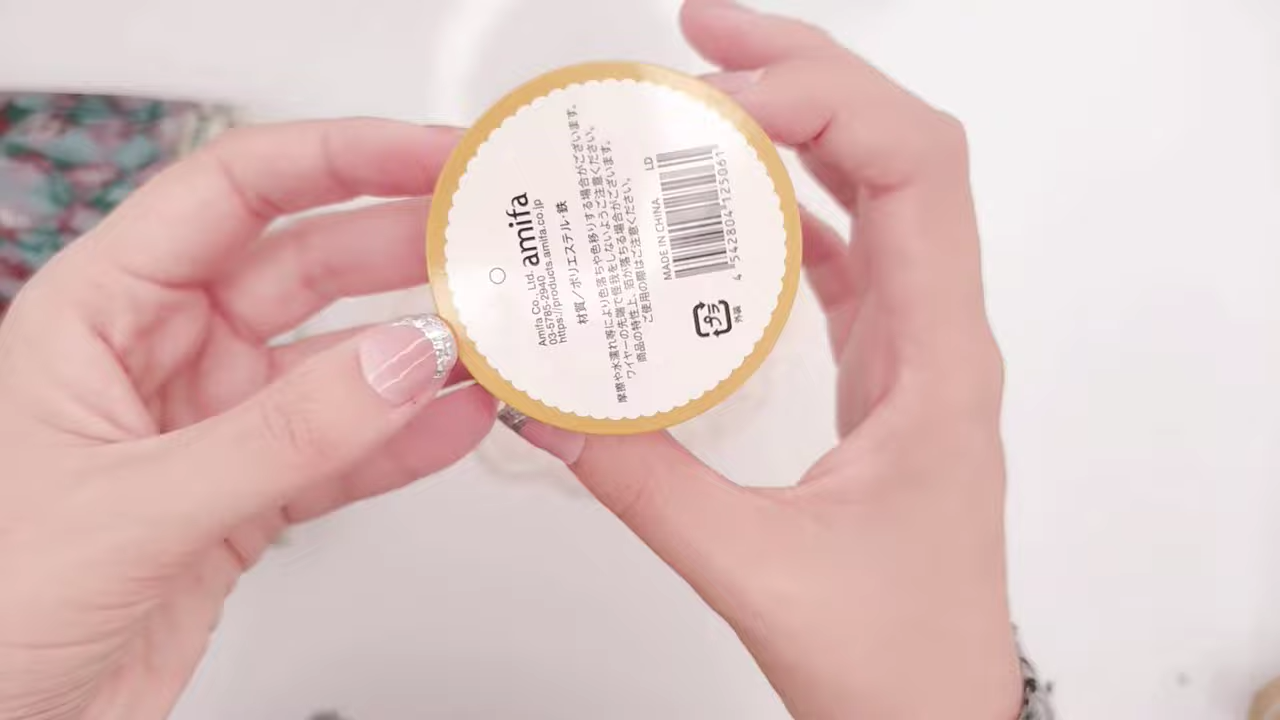 amifa
Amifa Co., Ltd.
03-5785-2940
https://products.amifa.co.jp
材質／ポリエステル・鉄
摩擦や水濡れ等により色落ちや色移りする場合がございます。
ワイヤーの先端で怪我をしないようご注意ください。
商品の特性上、箔が落ちる場合がございます。
ご使用の際はご注意ください。
MADE IN CHINA
LD
4 542804 125061
プラ
外装